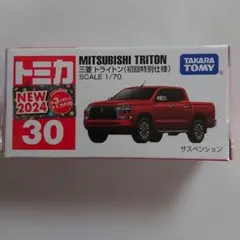 トミカ
MITSUBISHI TRITON
三菱 トライトン(初回特別仕様)
SCALE 1/70
TAKARA
TOMY
NEW
2024
30
サスペンション